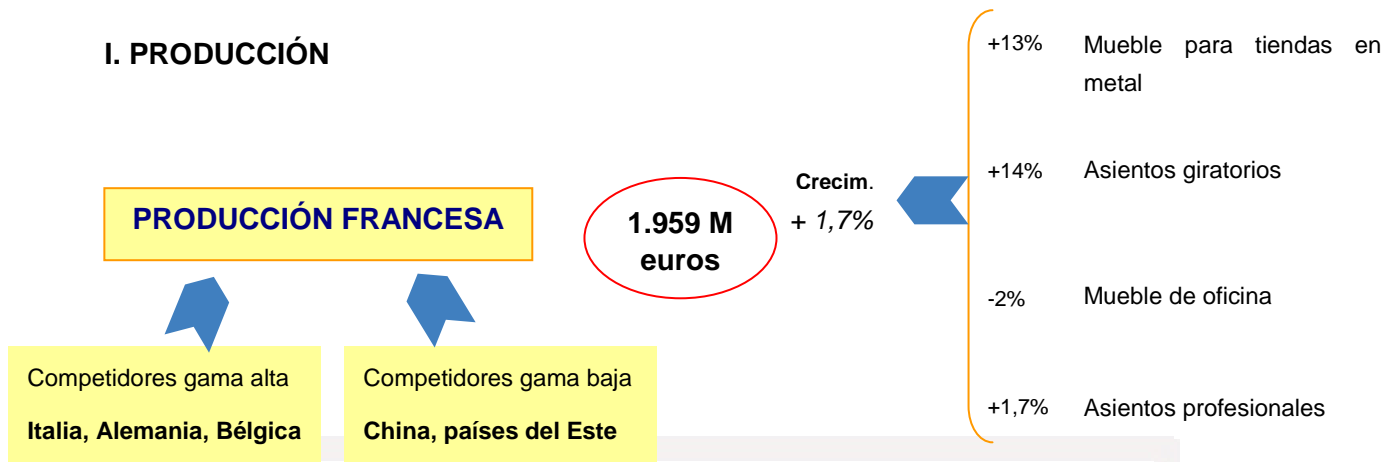 I. PRODUCCIÓN
PRODUCCIÓN FRANCESA
1.959 M
euros
Crecim.
+ 1,7%
+13% Mueble para tiendas en
metal
+14% Asientos giratorios
-2% Mueble de oficina
+1,7% Asientos profesionales
Competidores gama alta
Italia, Alemania, Bélgica
Competidores gama baja
China, países del Este